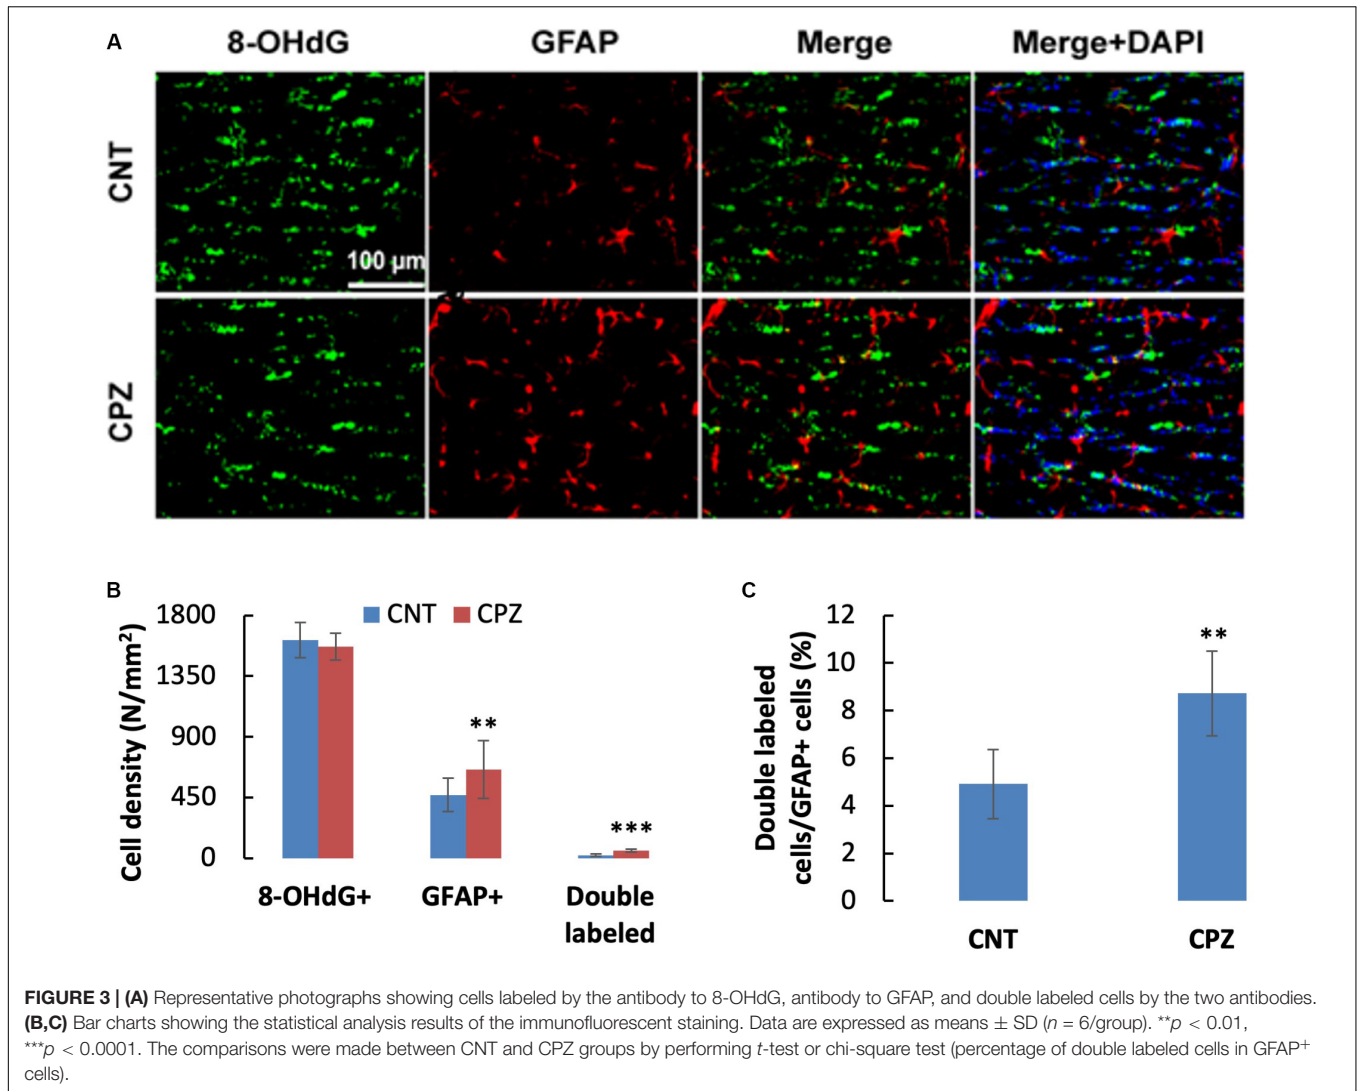 A
8-OHdG GFAP Merge Merge+DAPI
CNT
100 µm
CPZ
B
Cell density (N/mm²)
1800
1350
900
450
0
CNT CPZ
**
***
8-OHdG+ GFAP+ Double
labeled
C
Double labeled
cells/GFAP+ cells (%)
12
10
8
6
4
2
0
**
CNT CPZ
FIGURE 3 | (A) Representative photographs showing cells labeled by the antibody to 8-OHdG, antibody to GFAP, and double labeled cells by the two antibodies.
(B,C) Bar charts showing the statistical analysis results of the immunofluorescent staining. Data are expressed as means ± SD (n = 6/group). **p < 0.01,
***p < 0.0001. The comparisons were made between CNT and CPZ groups by performing t-test or chi-square test (percentage of double labeled cells in GFAP⁺
cells).